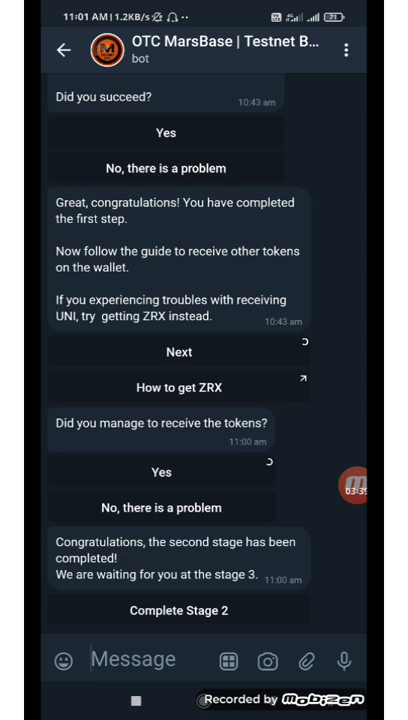 11:01 AM | 1.2KB/s
71
OTC MarsBase | Testnet B...
bot
Did you succeed?
10:43 am
Yes
No, there is a problem
Great, congratulations! You have completed
the first step.
Now follow the guide to receive other tokens
on the wallet.
If you experiencing troubles with receiving
UNI, try getting ZRX instead.
10:43 am
Next
How to get ZRX
Did you manage to receive the tokens?
11:00 am
Yes
03:39
No, there is a problem
Congratulations, the second stage has been
completed!
We are waiting for you at the stage 3.
11:00 am
Complete Stage 2
Message
Recorded by mobizen